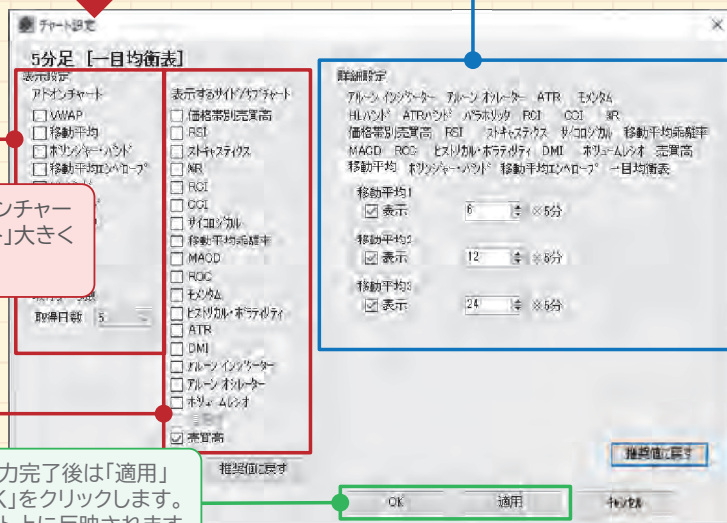 チャート設定
5分足 [一目均衡表]
表示設定
アドオンチャート
VWAP
移動平均
ボリンジャー・バンド
移動平均エンベロープ
取得日数 5
ンチャー
」大きく
表示するサイド/サブチャート
価格帯別売買高
RSI
ストキャスティクス
%R
RCI
CCI
サイコロジカル
移動平均乖離率
MACD
ROC
モメンタム
ヒストリカル・ボラティリティ
ATR
DMI
アルーン インジケーター
アルーン オシレーター
ボリュームレシオ
売買高
推奨値に戻す
力完了後は「適用」
く」をクリックします。
ト上に反映されます
詳細設定
アルーン インジケーター アルーン オシレーター ATR モメンタム
HLバンド ATRバンド パラボリック RCI CCI %R
価格帯別売買高 RSI ストキャスティクス サイコロジカル 移動平均乖離率
MACD ROC ヒストリカル・ボラティリティ DMI ボリュームレシオ 売買高
移動平均 ボリンジャー・バンド 移動平均エンベロープ 一目均衡表
移動平均1
表示 6 ※5分
移動平均2
表示 12 ※5分
移動平均3
表示 24 ※5分
推奨値に戻す
OK 適用 キャンセル